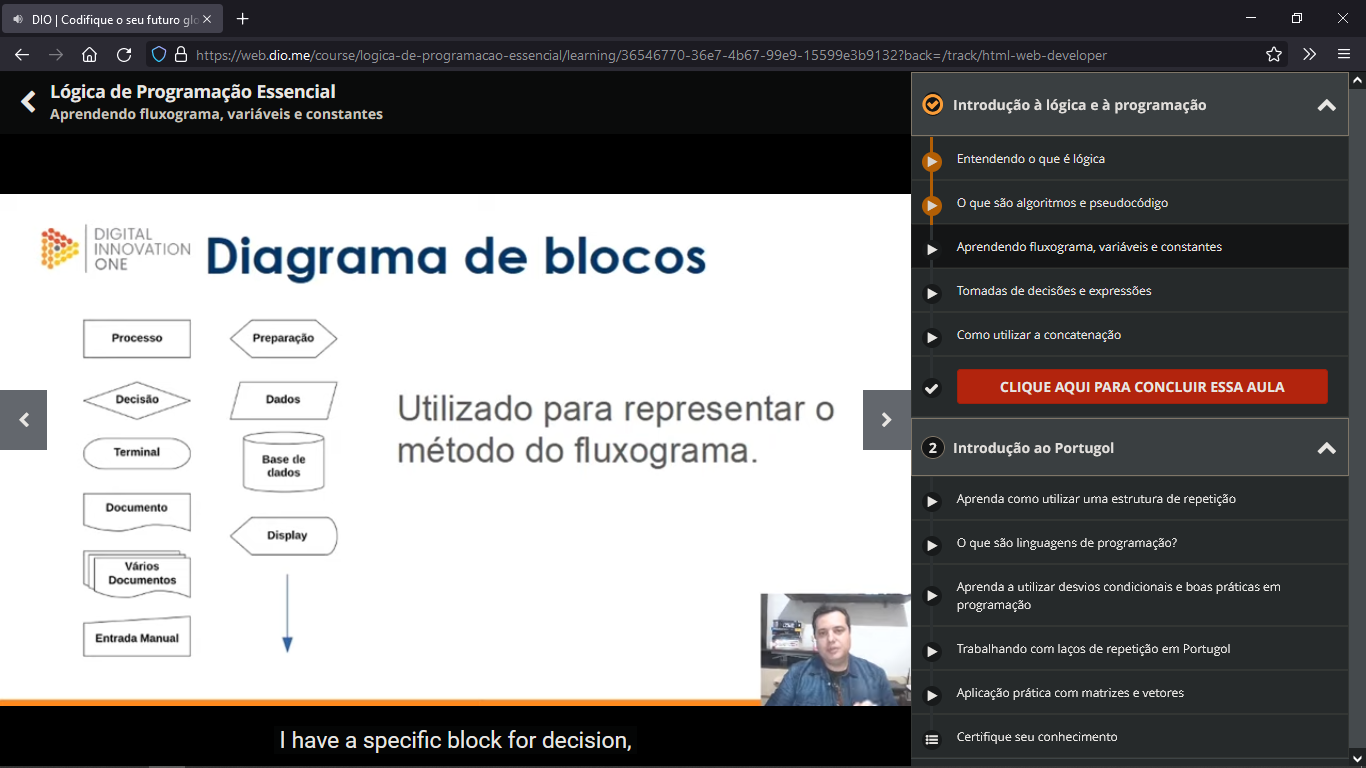 DIO | Codifique o seu futuro glo
https://web.dio.me/course/logica-de-programacao-essencial/learning/36546770-36e7-4b67-99e9-15599e3b9132?back=/track/html-web-developer
Lógica de Programação Essencial
Aprendendo fluxograma, variáveis e constantes
DIGITAL
INNOVATION
ONE
Diagrama de blocos
Processo
Preparação
Decisão
Dados
Terminal
Base de
dados
Documento
Display
Vários
Documentos
Entrada Manual
Utilizado para representar o
método do fluxograma.
I have a specific block for decision,
Introdução à lógica e à programação
Entendendo o que é lógica
O que são algoritmos e pseudocódigo
Aprendendo fluxograma, variáveis e constantes
Tomadas de decisões e expressões
Como utilizar a concatenação
CLIQUE AQUI PARA CONCLUIR ESSA AULA
2 Introdução ao Portugol
Aprenda como utilizar uma estrutura de repetição
O que são linguagens de programação?
Aprenda a utilizar desvios condicionais e boas práticas em
programação
Trabalhando com laços de repetição em Portugol
Aplicação prática com matrizes e vetores
Certifique seu conhecimento